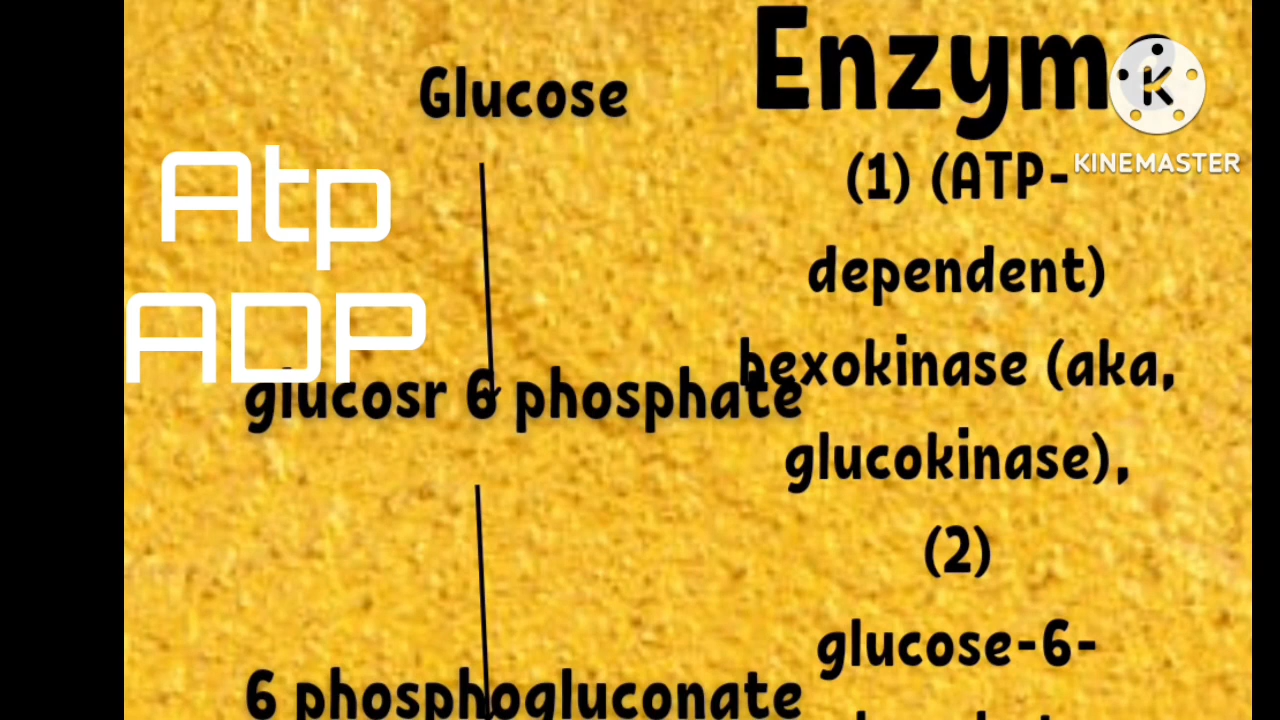 Glucose
Atp
ADP
glucosr 6 phosphate
6 phosphogluconate
Enzym
(1) (ATP-
dependent)
hexokinase (aka,
glucokinase),
(2)
glucose-6-
KINEMASTER